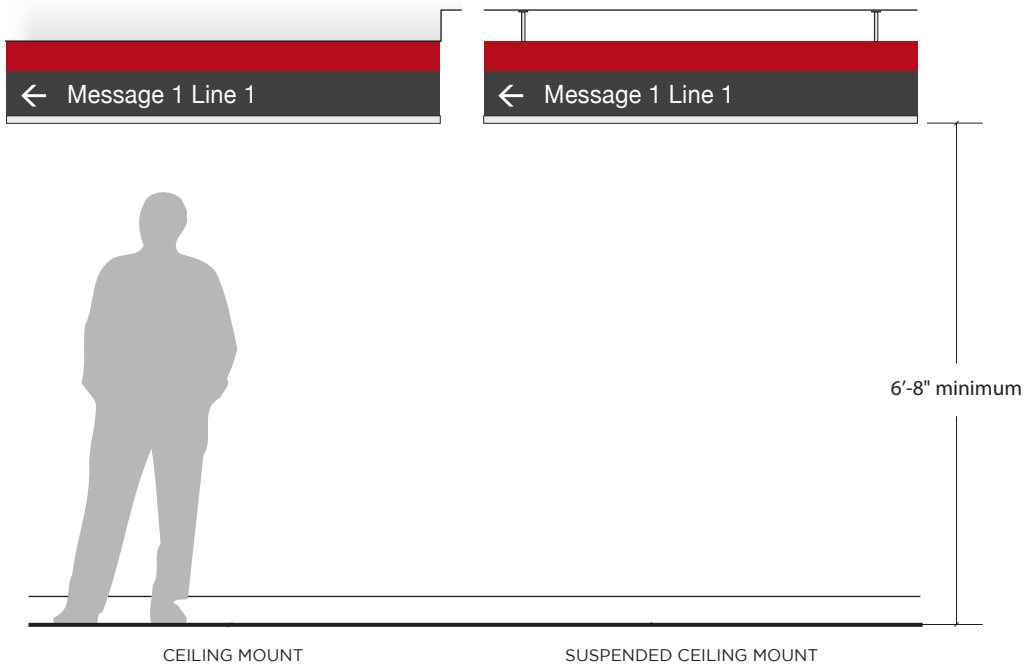 ← Message 1 Line 1
← Message 1 Line 1
6’-8" minimum
CEILING MOUNT
SUSPENDED CEILING MOUNT